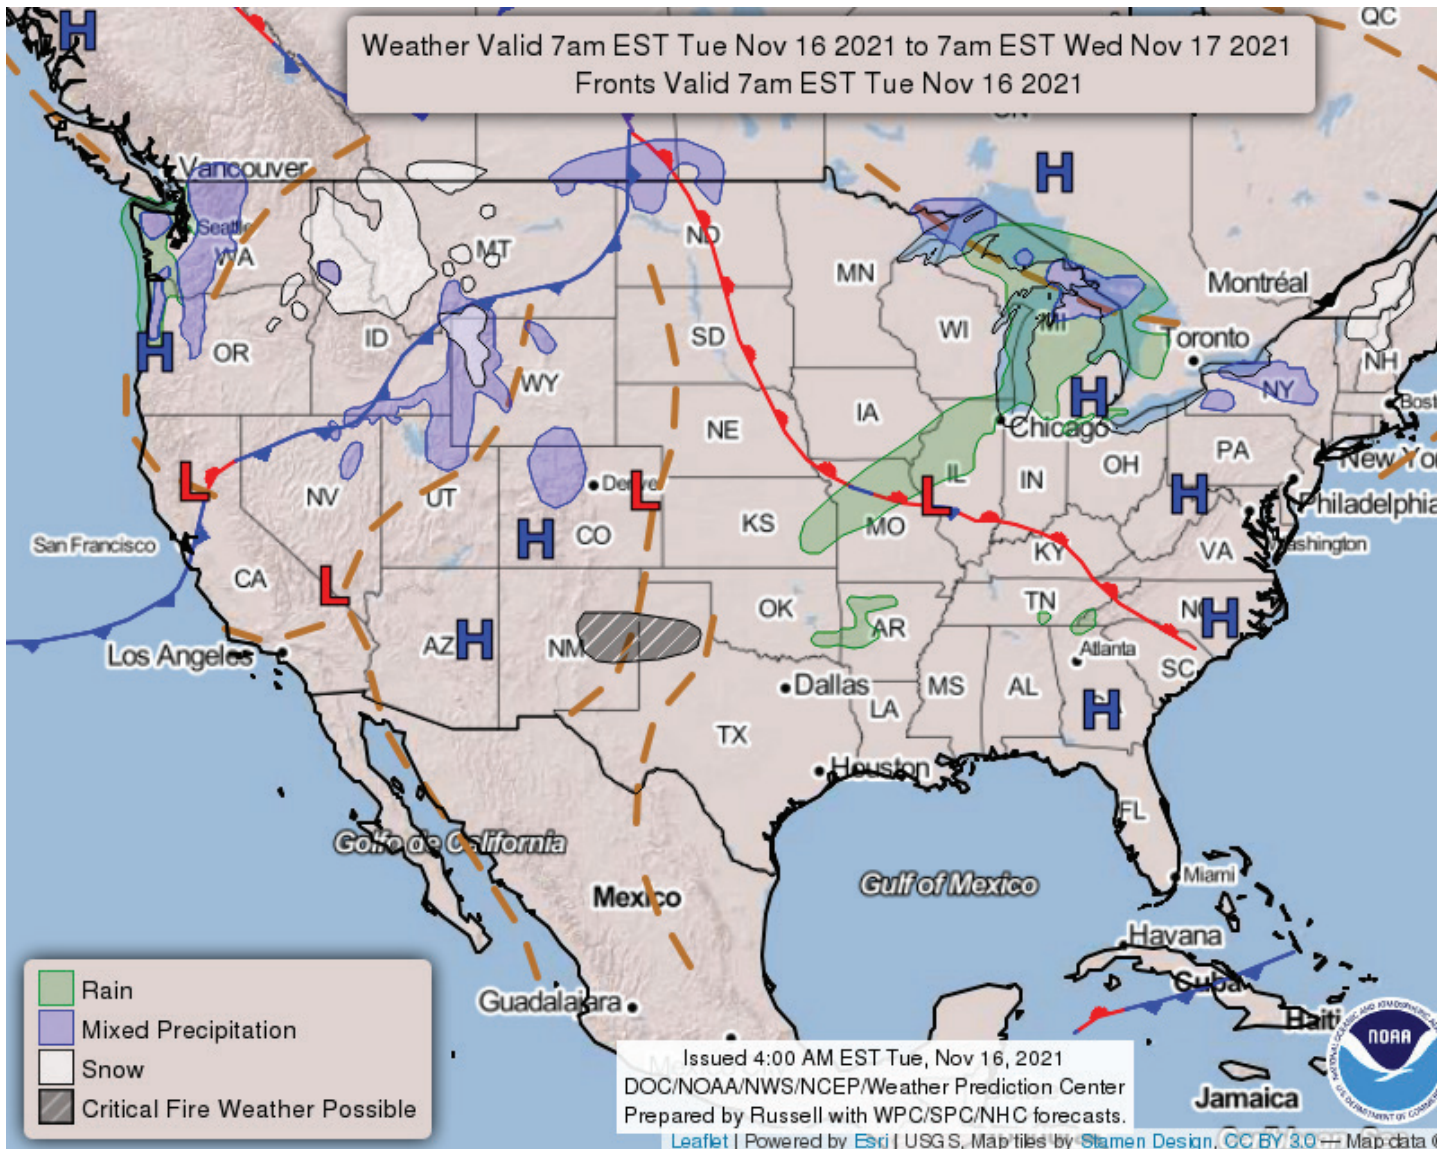 QC
Weather Valid 7am EST Tue Nov 16 2021 to 7am EST Wed Nov 17 2021
Fronts Valid 7am EST Tue Nov 16 2021
H
H
Vancouver
Seattle
WA
MT
ND
MN
Montréal
H
OR
ID
SD
WI
MI
Toronto
NH
WY
NY
H
Bost
IA
NE
Chicago
PA
New Yo
OH
L
NV
UT
Denve
L
IL
IN
L
H
Philadelphia
San Francisco
H
CO
KS
MO
KY
VA
ashington
CA
L
OK
TN
NC
H
Los Angeles
AZ
H
NM
AR
Atlanta
SC
Dallas
MS
AL
H
LA
TX
Houston
FL
Golfo de California
Miami
Mexico
Gulf of Mexico
Havana
Cuba
Guadalajara
Haiti
NOAA
Jamaica
Rain
Mixed Precipitation
Snow
Critical Fire Weather Possible
Issued 4:00 AM EST Tue, Nov 16, 2021
DOC/NOAA/NWS/NCEP/Weather Prediction Center
Prepared by Russell with WPC/SPC/NHC forecasts.
Leaflet | Powered by Esri | USGS, Map tiles by Stamen Design, CC BY 3.0 — Map data ©